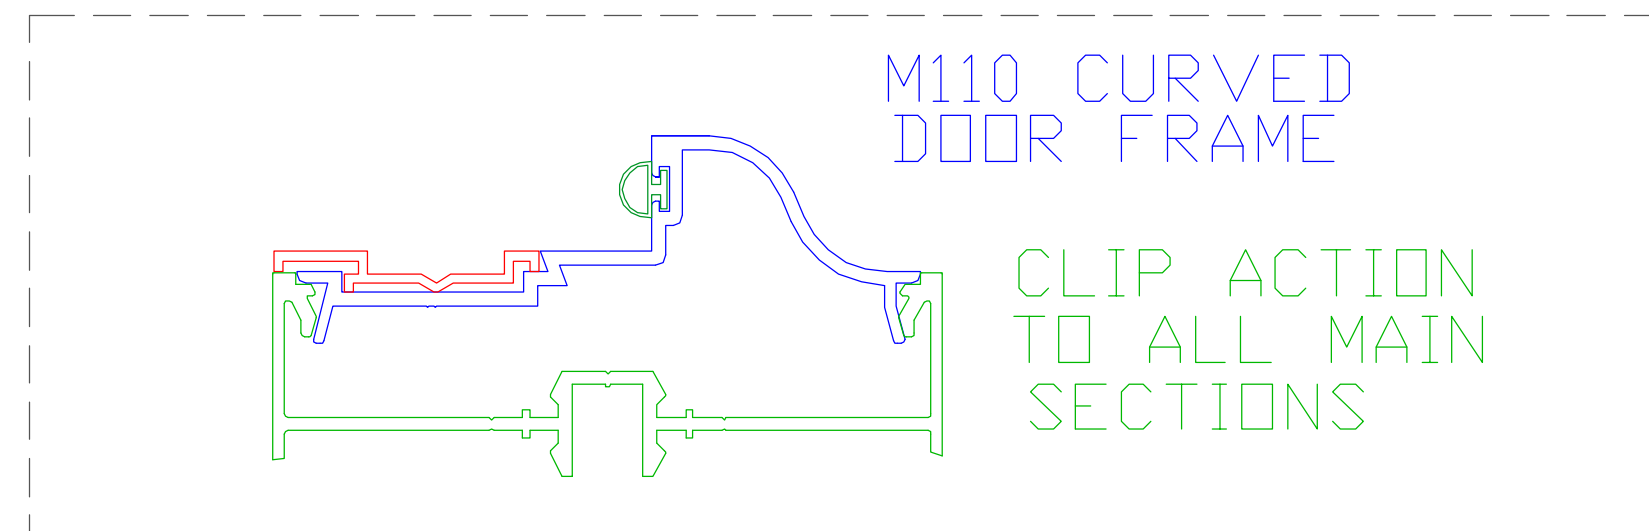 M110 CURVED
DOOR FRAME
CLIP ACTION
TO ALL MAIN
SECTIONS